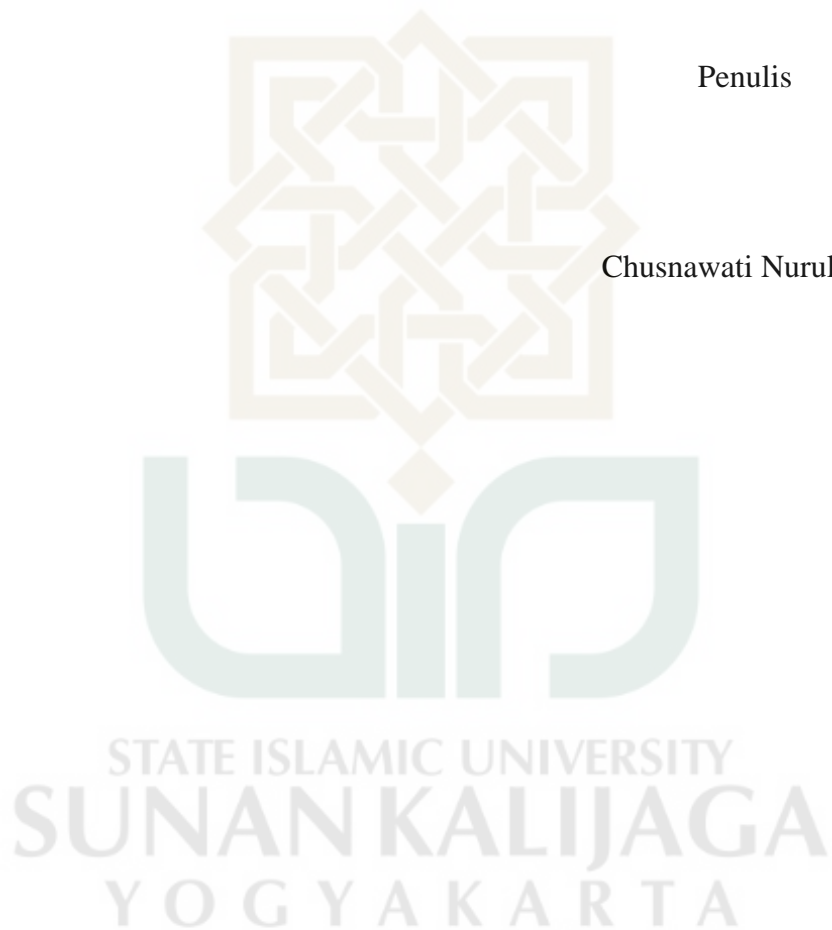 Penulis
Chusnawati Nurul
STATE ISLAMIC UNIVERSITY
SUNAN KALIJAGA
YOGYAKARTA